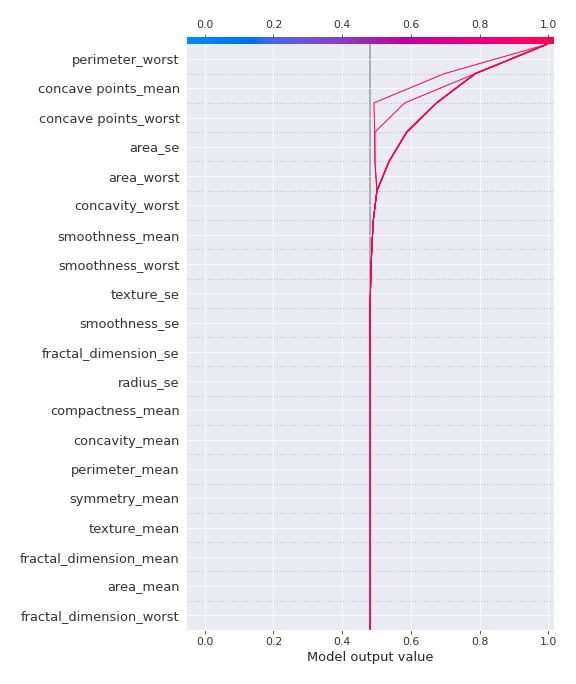 0.0 0.2 0.4 0.6 0.8 1.0
perimeter_worst
concave points_mean
concave points_worst
area_se
area_worst
concavity_worst
smoothness_mean
smoothness_worst
texture_se
smoothness_se
fractal_dimension_se
radius_se
compactness_mean
concavity_mean
perimeter_mean
symmetry_mean
texture_mean
fractal_dimension_mean
area_mean
fractal_dimension_worst
0.0 0.2 0.4 0.6 0.8 1.0
Model output value